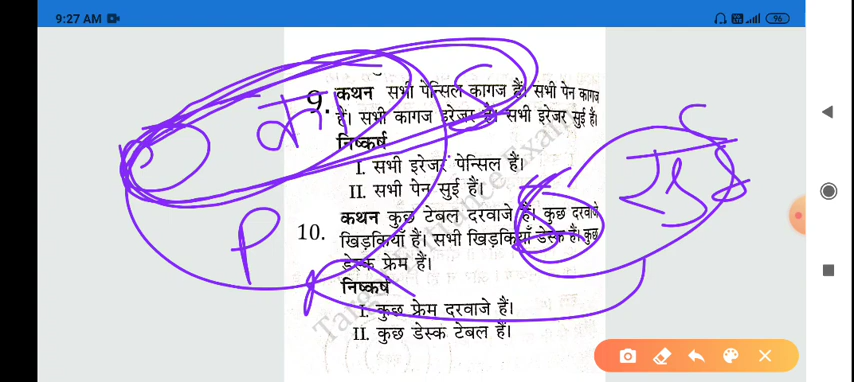 9:27 AM
9. कथन सभी पेन्सिल कागज हैं। सभी पेन कागज
हैं। सभी कागज इरेजर हैं। सभी इरेजर सुई हैं।
निष्कर्ष
I. सभी इरेजर पेन्सिल हैं।
II. सभी पेन सुई हैं।
10. कथन कुछ टेबल दरवाजे हैं। कुछ दरवाजे
खिड़कियाँ हैं। सभी खिड़कियाँ डेस्क हैं। कुछ
डेस्क फ्रेम हैं।
निष्कर्ष
I. कुछ फ्रेम दरवाजे हैं।
II. कुछ डेस्क टेबल हैं।
P